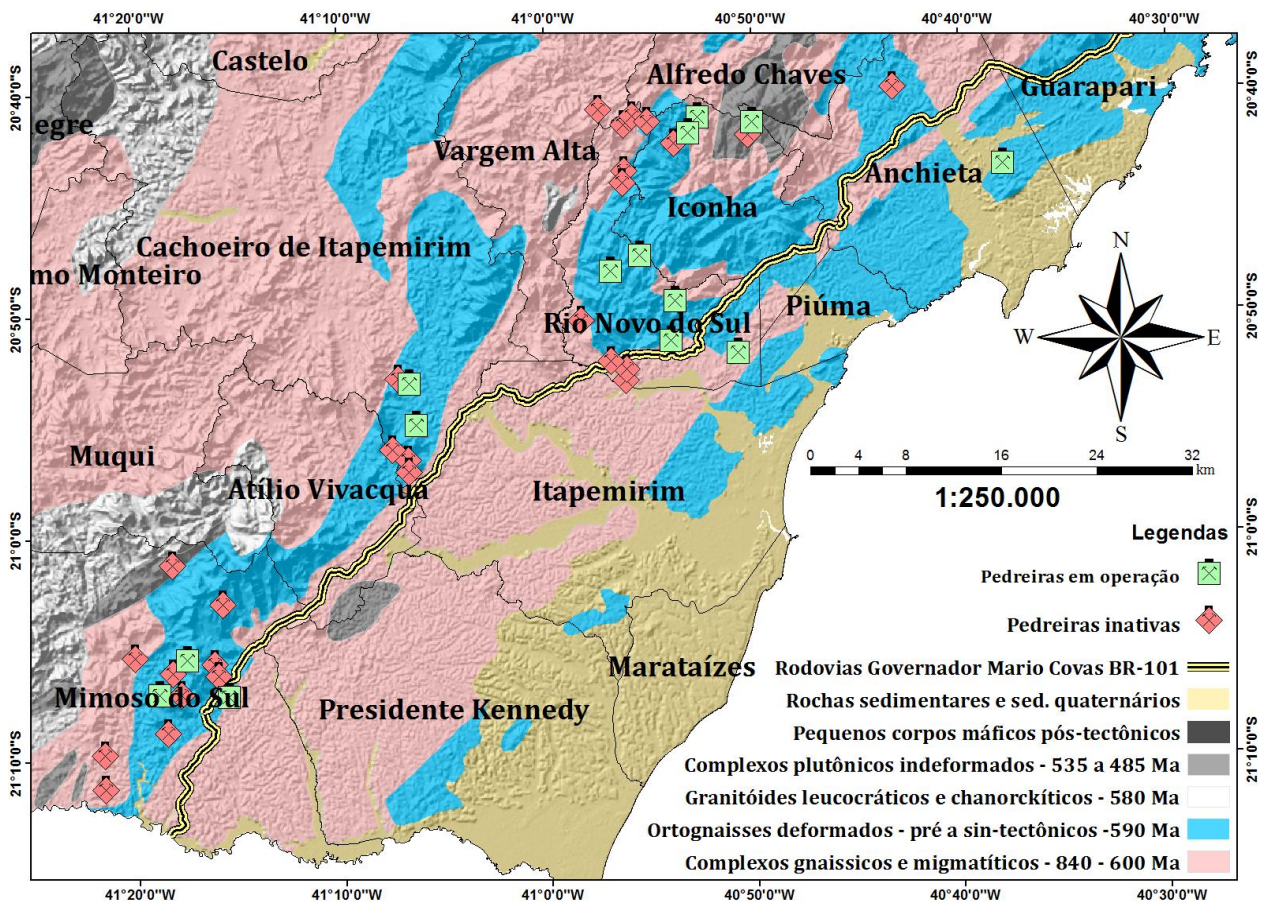 41°20'0"W 41°10'0"W 41°0'0"W 40°50'0"W 40°40'0"W 40°30'0"W
Castelo
Alfredo Chaves
Guarapari
20°40'0"S
20°40'0"S
egre
Vargem Alta
Anchieta
Iconha
Cachoeiro de Itapemirim
mo Monteiro
N
W
E
S
Piúma
20°50'0"S
20°50'0"S
Rio Novo do Sul
Muqui
0 4 8 16 24 32
km
1:250.000
Atílio Vivacqua
Itapemirim
21°0'0"S
21°0'0"S
Legendas
Pedreiras em operação
Pedreiras inativas
Marataízes
Rodovias Governador Mario Covas BR-101
Mimoso do Sul
Presidente Kennedy
Rochas sedimentares e sed. quaternários
Pequenos corpos máficos pós-tectônicos
21°10'0"S
21°10'0"S
Complexos plutônicos indeformados - 535 a 485 Ma
Granitóides leucocráticos e chanorckíticos - 580 Ma
Ortognaisses deformados - pré a sin-tectônicos -590 Ma
Complexos gnaissicos e migmatíticos - 840 - 600 Ma
41°20'0"W 41°10'0"W 41°0'0"W 40°50'0"W 40°40'0"W 40°30'0"W